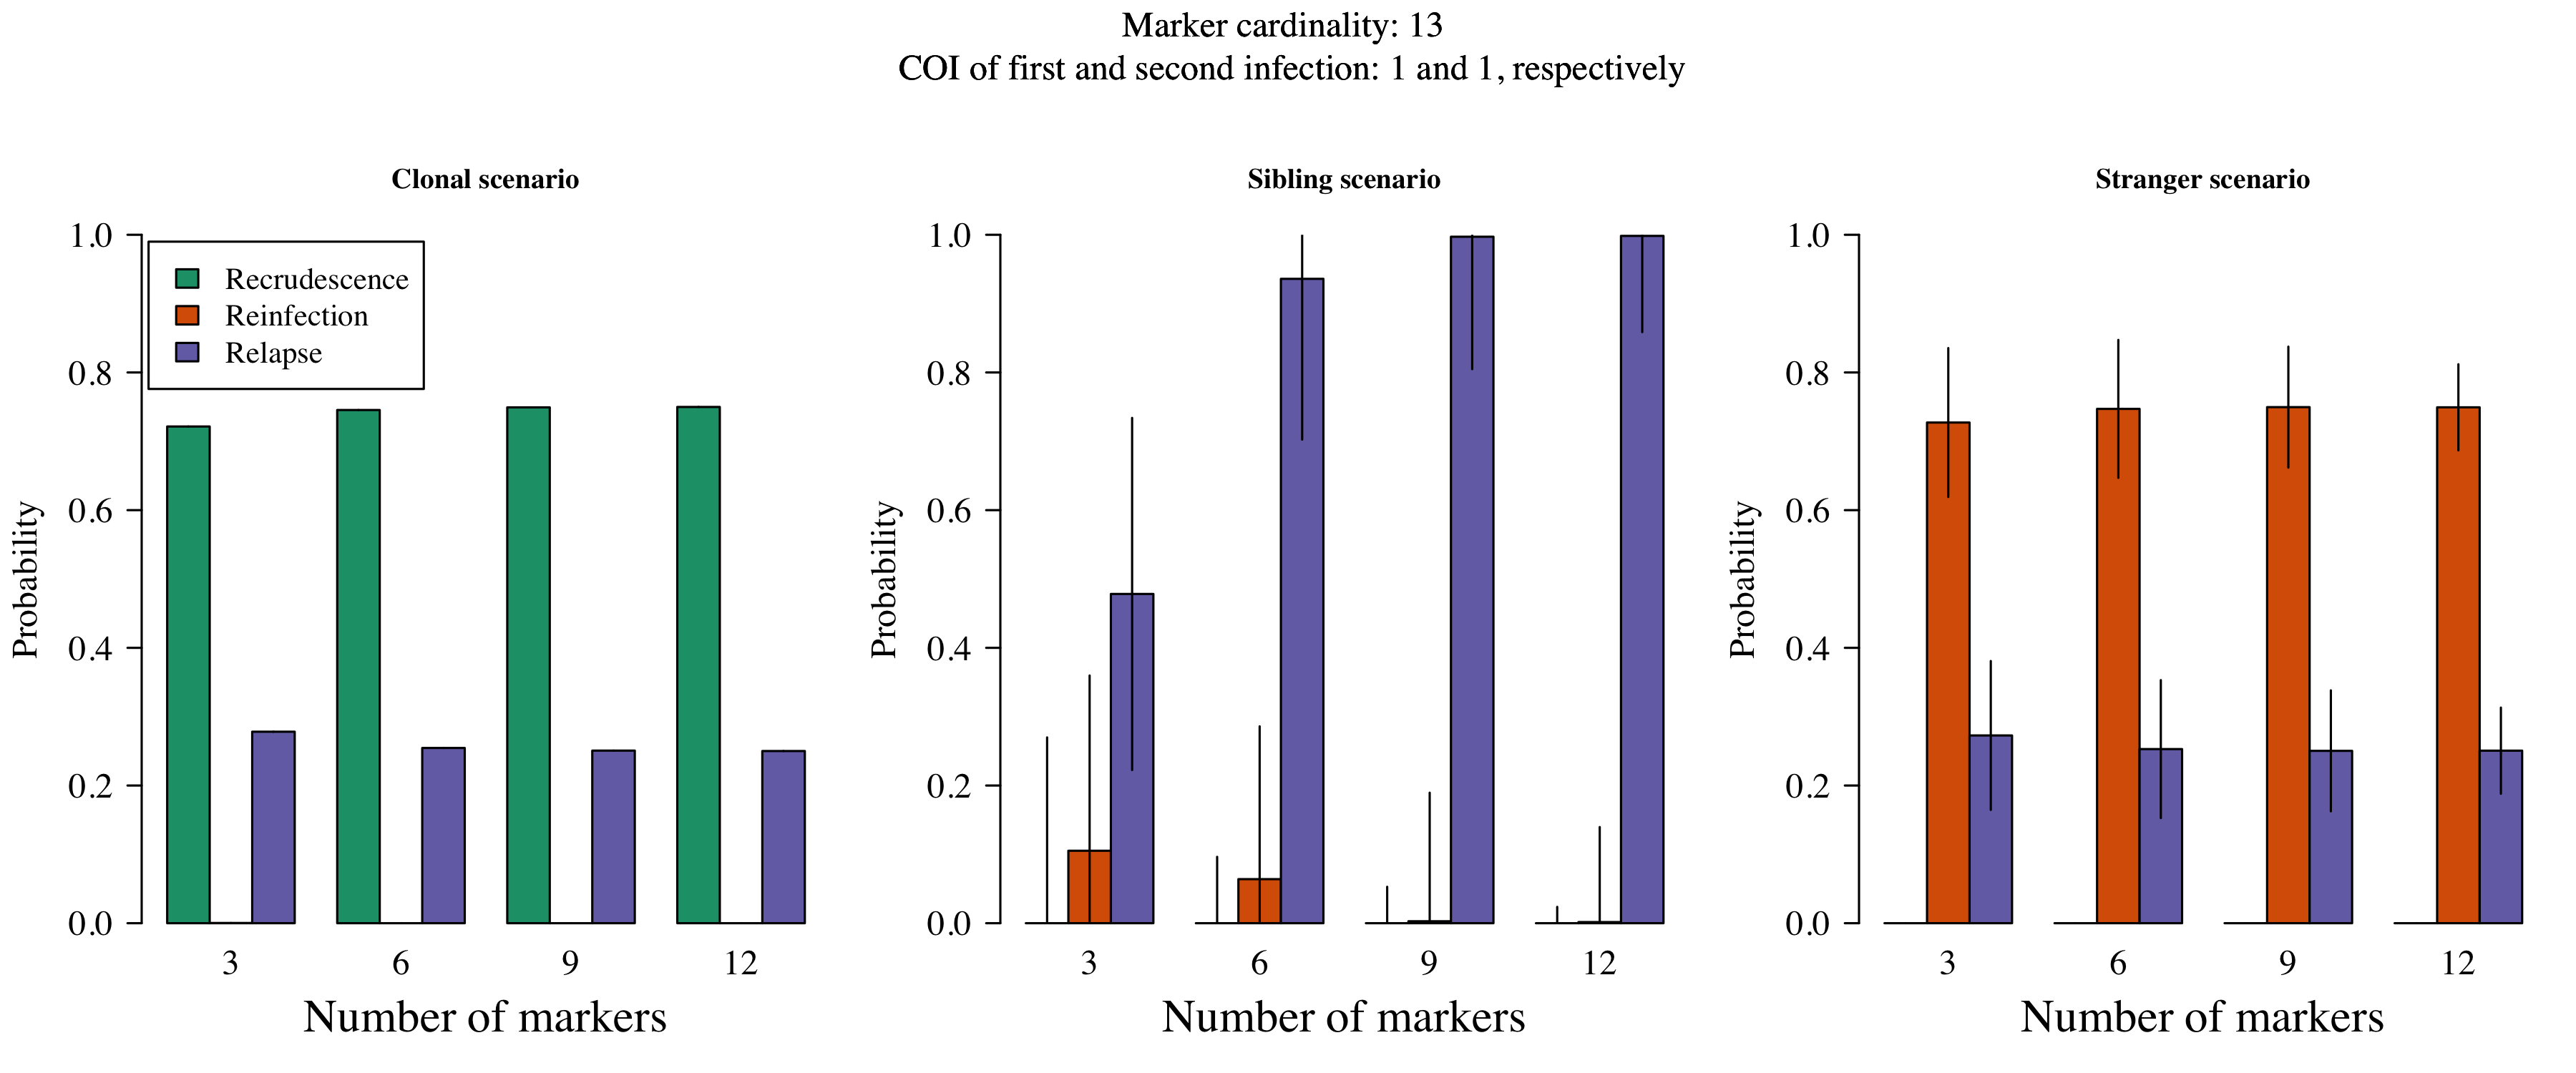 Marker cardinality: 13
COI of first and second infection: 1 and 1, respectively
Clonal scenario
Probability
1.0
0.8
0.6
0.4
0.2
0.0
Recrudescence
Reinfection
Relapse
3 6 9 12
Number of markers
Sibling scenario
Probability
1.0
0.8
0.6
0.4
0.2
0.0
3 6 9 12
Number of markers
Stranger scenario
Probability
1.0
0.8
0.6
0.4
0.2
0.0
3 6 9 12
Number of markers